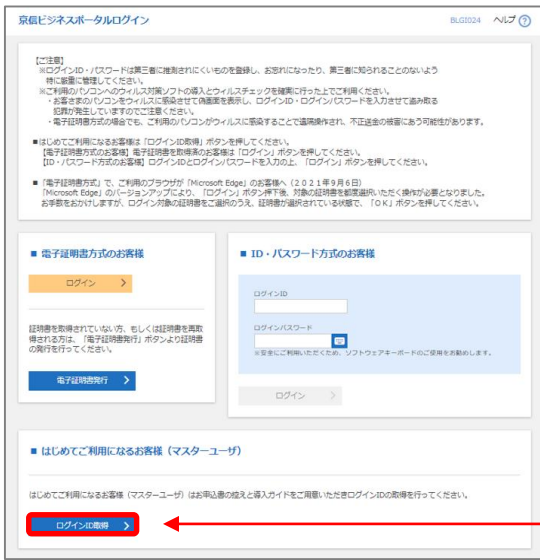 京信ビジネスポータルログイン
BLGI024 ヘルプ ?
【ご注意】
※ログインID・パスワードは第三者に推測されにくいものを登録し、お忘れになったり、第三者に知られることのないよう
特に厳重に管理してください。
※ご利用のパソコンへのウィルス対策ソフトの導入とウィルスチェックを確実に行った上でご利用ください。
・お客さまのパソコンをウィルスに感染させて偽画面を表示し、ログインID・ログインパスワードを入力させて盗み取る
犯罪が発生していますのでご注意ください。
・電子証明書方式の場合でも、ご利用のパソコンがウィルスに感染することで遠隔操作され、不正送金の被害にあう可能性があります。
■はじめてご利用になるお客様は「ログインID取得」ボタンを押してください。
【電子証明書方式のお客様】電子証明書を取得済のお客様は「ログイン」ボタンを押してください。
【ID・パスワード方式のお客様】ログインIDとログインパスワードを入力の上、「ログイン」ボタンを押してください。
■「電子証明書方式」で、ご利用のブラウザが「Microsoft Edge」のお客様へ（2021年9月6日）
「Microsoft Edge」のバージョンアップにより、「ログイン」ボタン押下後、対象の証明書を都度選択いただく操作が必要となりました。
お手数をおかけしますが、ログイン対象の証明書をご選択のうえ、証明書が選択されている状態で、「OK」ボタンを押してください。
■ 電子証明書方式のお客様
ログイン
証明書を取得されていない方、もしくは証明書を再取
得される方は、「電子証明書発行」ボタンより証明書
の発行を行ってください。
電子証明書発行
■ ID・パスワード方式のお客様
ログインID
ログインパスワード
※安全にご利用いただくため、ソフトウェアキーボードのご使用をお勧めします。
ログイン
■ はじめてご利用になるお客様（マスターユーザ）
はじめてご利用になるお客様（マスターユーザ）はお申込書の控えと導入ガイドをご用意いただきログインIDの取得を行ってください。
ログインID取得